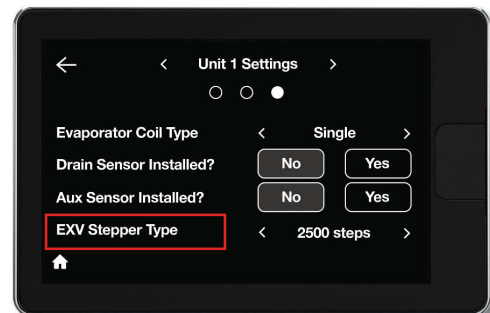 Unit 1 Settings
Evaporator Coil Type Single
Drain Sensor Installed? No Yes
Aux Sensor Installed? No Yes
EXV Stepper Type 2500 steps